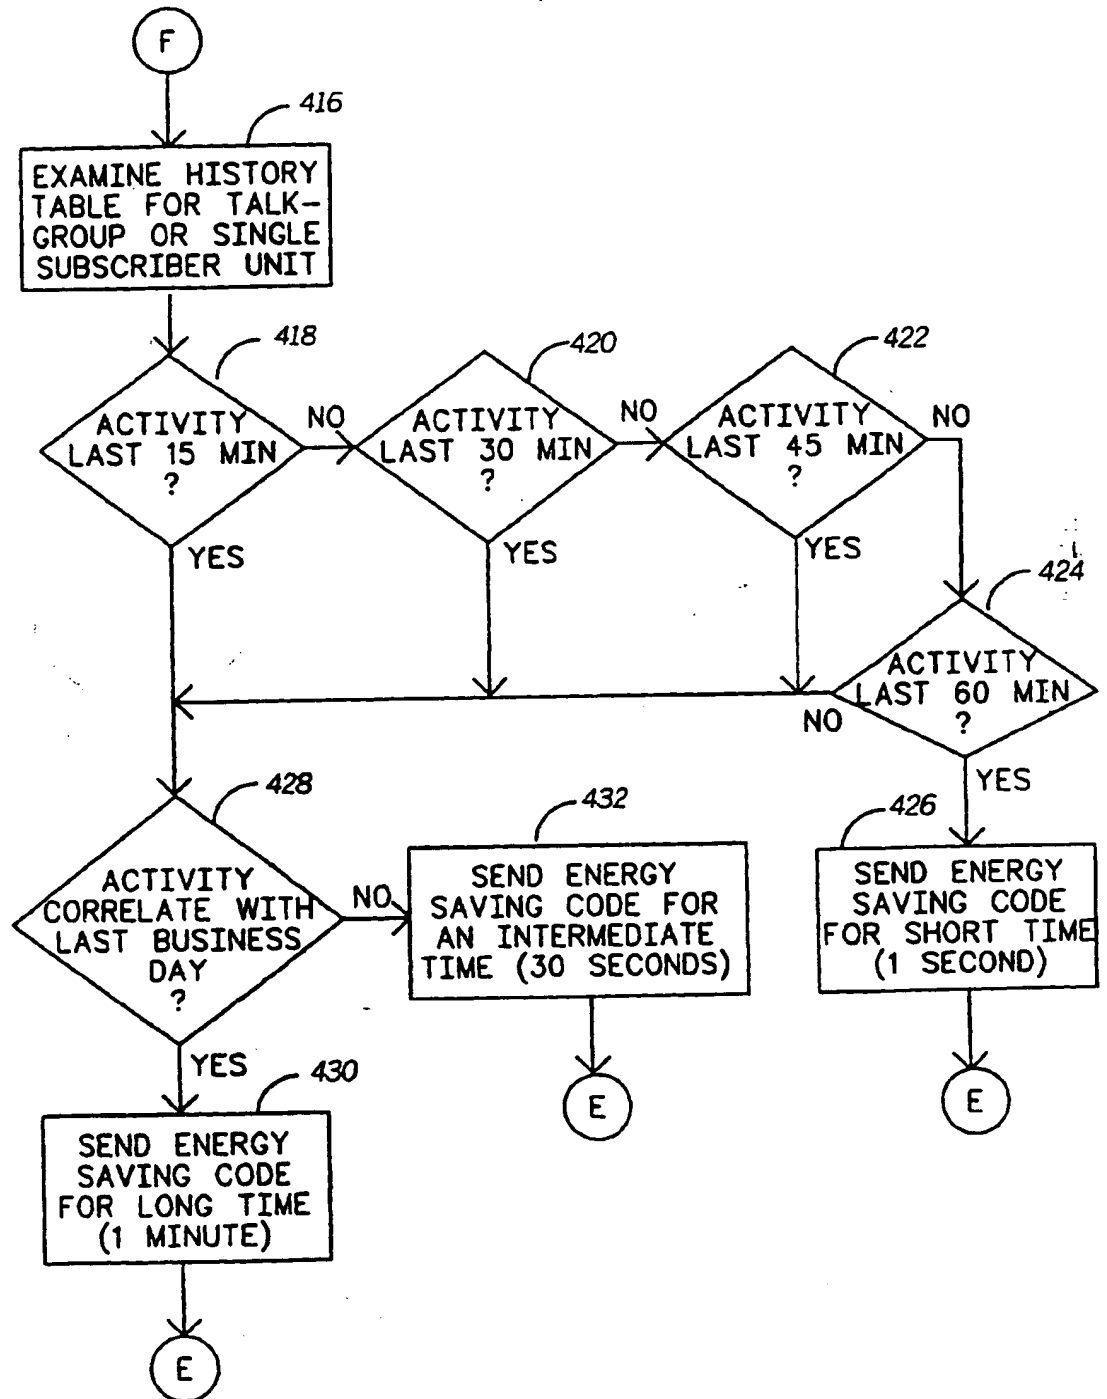 F
416
EXAMINE HISTORY
TABLE FOR TALK-
GROUP OR SINGLE
SUBSCRIBER UNIT
418
ACTIVITY
LAST 15 MIN
?
NO
YES
420
ACTIVITY
LAST 30 MIN
?
NO
YES
422
ACTIVITY
LAST 45 MIN
?
NO
YES
424
ACTIVITY
LAST 60 MIN
?
NO
YES
428
ACTIVITY
CORRELATE WITH
LAST BUSINESS
DAY
?
NO
YES
432
SEND ENERGY
SAVING CODE FOR
AN INTERMEDIATE
TIME (30 SECONDS)
E
426
SEND ENERGY
SAVING CODE
FOR SHORT TIME
(1 SECOND)
E
430
SEND ENERGY
SAVING CODE
FOR LONG TIME
(1 MINUTE)
E